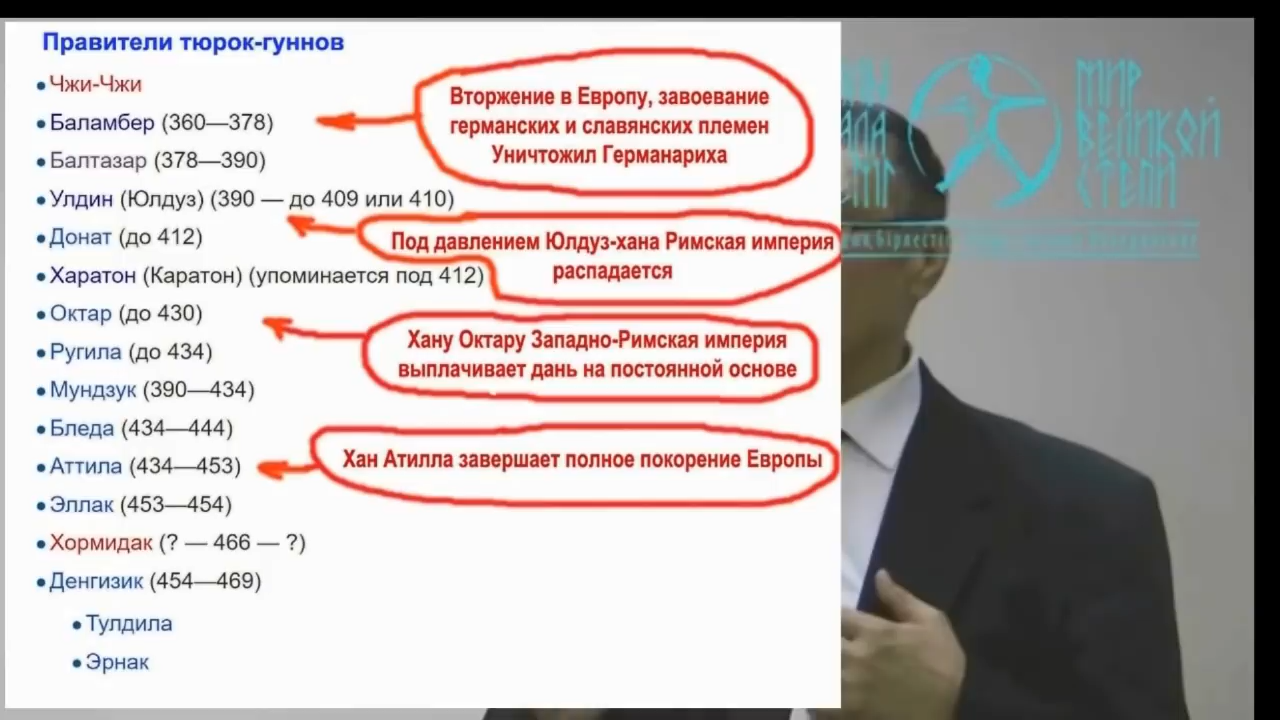 Правители тюрок-гуннов
Чжи-Чжи
Баламбер (360—378)
Балтазар (378—390)
Улдин (Юлдуз) (390 — до 409 или 410)
Донат (до 412)
Харатон (Каратон) (упоминается под 412)
Октар (до 430)
Ругила (до 434)
Мундзук (390—434)
Бледа (434—444)
Аттила (434—453)
Эллак (453—454)
Хормидак (? — 466 — ?)
Денгизик (454—469)
Тулдила
Эрнак
Вторжение в Европу, завоевание
германских и славянских племен
Уничтожил Германариха
Под давлением Юлдуз-хана Римская империя
распадается
Хану Октару Западно-Римская империя
выплачивает дань на постоянной основе
Хан Атилла завершает полное покорение Европы
МИР
ВЕЛИКОЙ
СТЕПИ